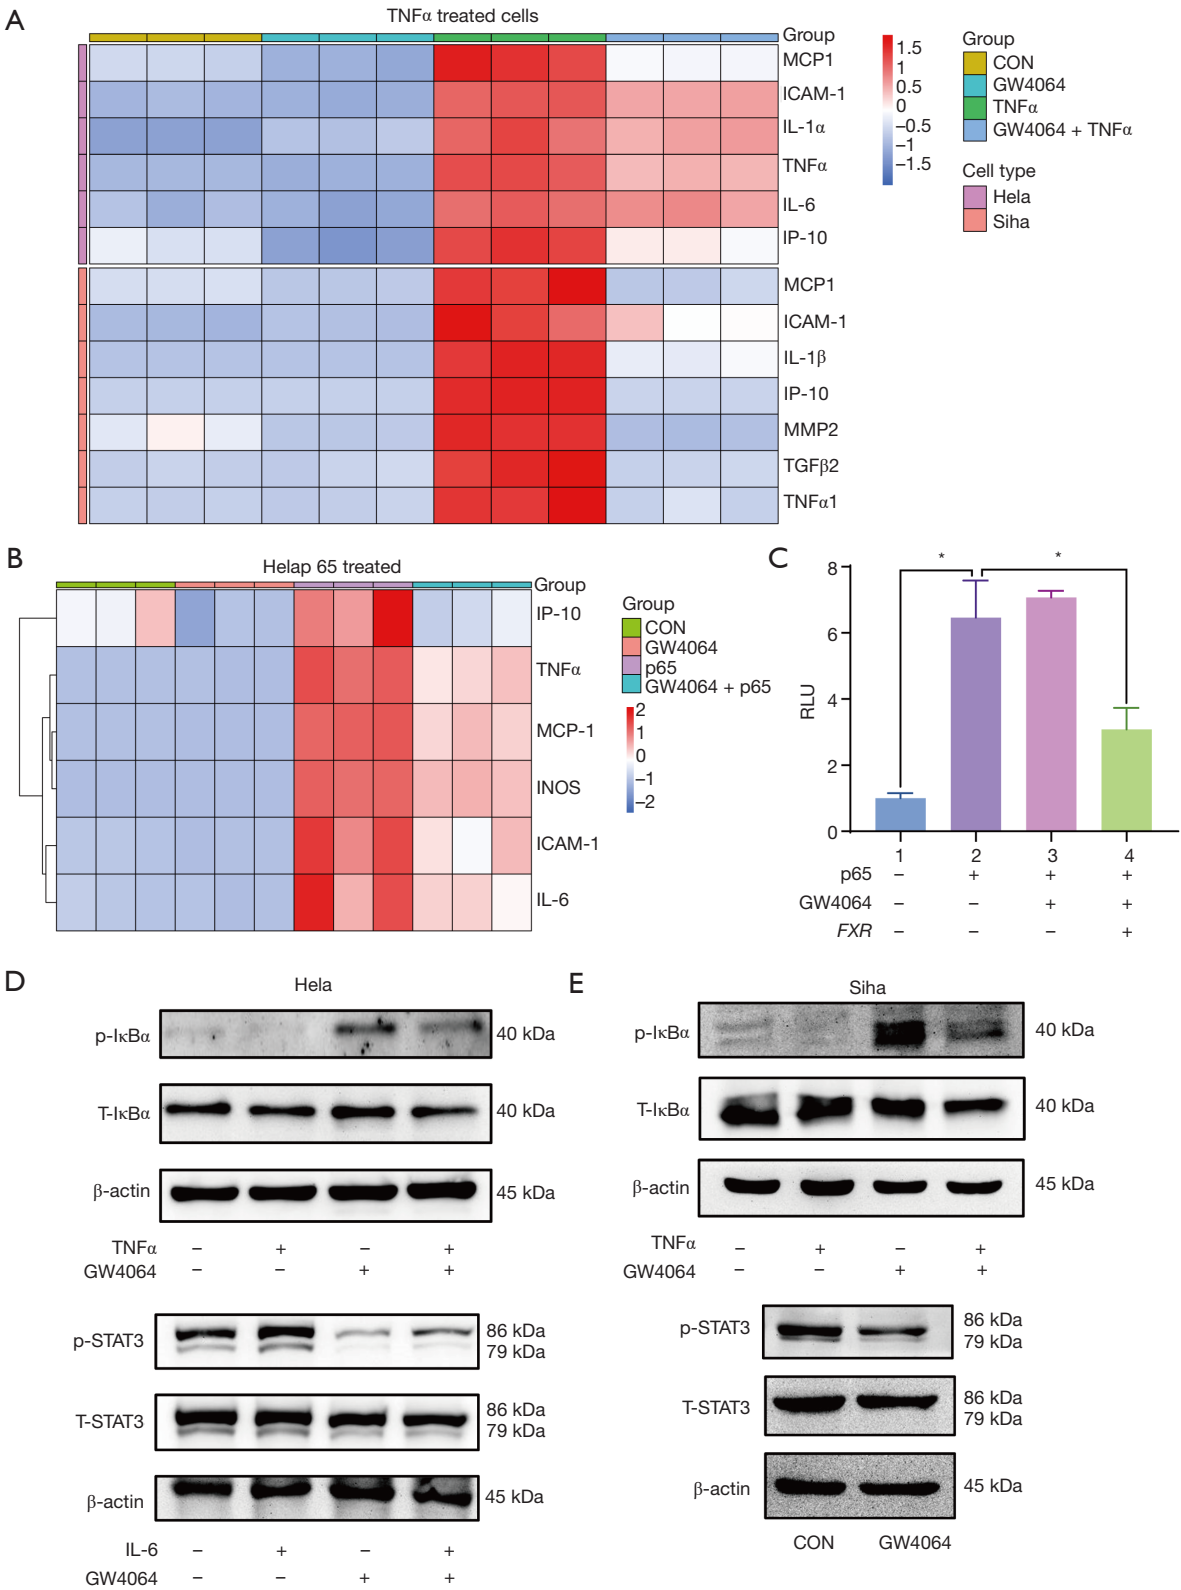 A
TNFα treated cells
Group
MCP1
ICAM-1
IL-1α
TNFα
IL-6
IP-10
MCP1
ICAM-1
IL-1β
IP-10
MMP2
TGFβ2
TNFα1
1.5
1
0.5
0
−0.5
−1
−1.5
Group
CON
GW4064
TNFα
GW4064 + TNFα
Cell type
Hela
Siha
B
Helap 65 treated
Group
IP-10
TNFα
MCP-1
INOS
ICAM-1
IL-6
Group
CON
GW4064
p65
GW4064 + p65
2
1
0
−1
−2
C
* *
RLU
8
6
4
2
0
1 2 3 4
p65 − + + +
GW4064 − − + +
FXR − − − +
D
Hela
p-IκBα 40 kDa
T-IκBα 40 kDa
β-actin 45 kDa
TNFα − + − +
GW4064 − − + +
p-STAT3 86 kDa
79 kDa
T-STAT3 86 kDa
79 kDa
β-actin 45 kDa
IL-6 − + − +
GW4064 − − + +
E
Siha
p-IκBα 40 kDa
T-IκBα 40 kDa
β-actin 45 kDa
TNFα − + − +
GW4064 − − + +
p-STAT3 86 kDa
79 kDa
T-STAT3 86 kDa
79 kDa
β-actin 45 kDa
CON GW4064